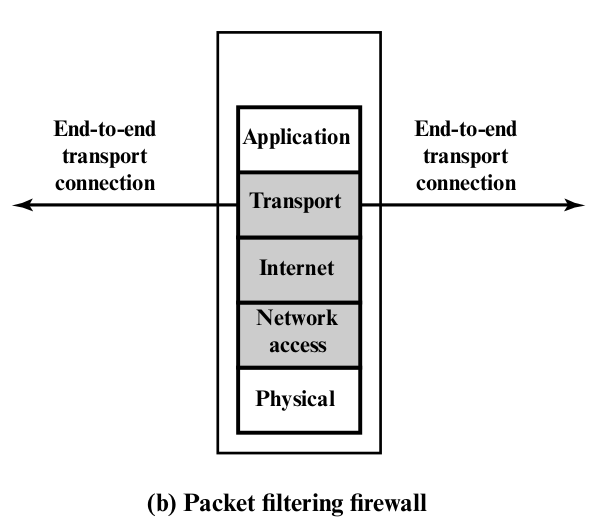 End-to-end
transport
connection
Application
Transport
Internet
Network
access
Physical
End-to-end
transport
connection
(b) Packet filtering firewall